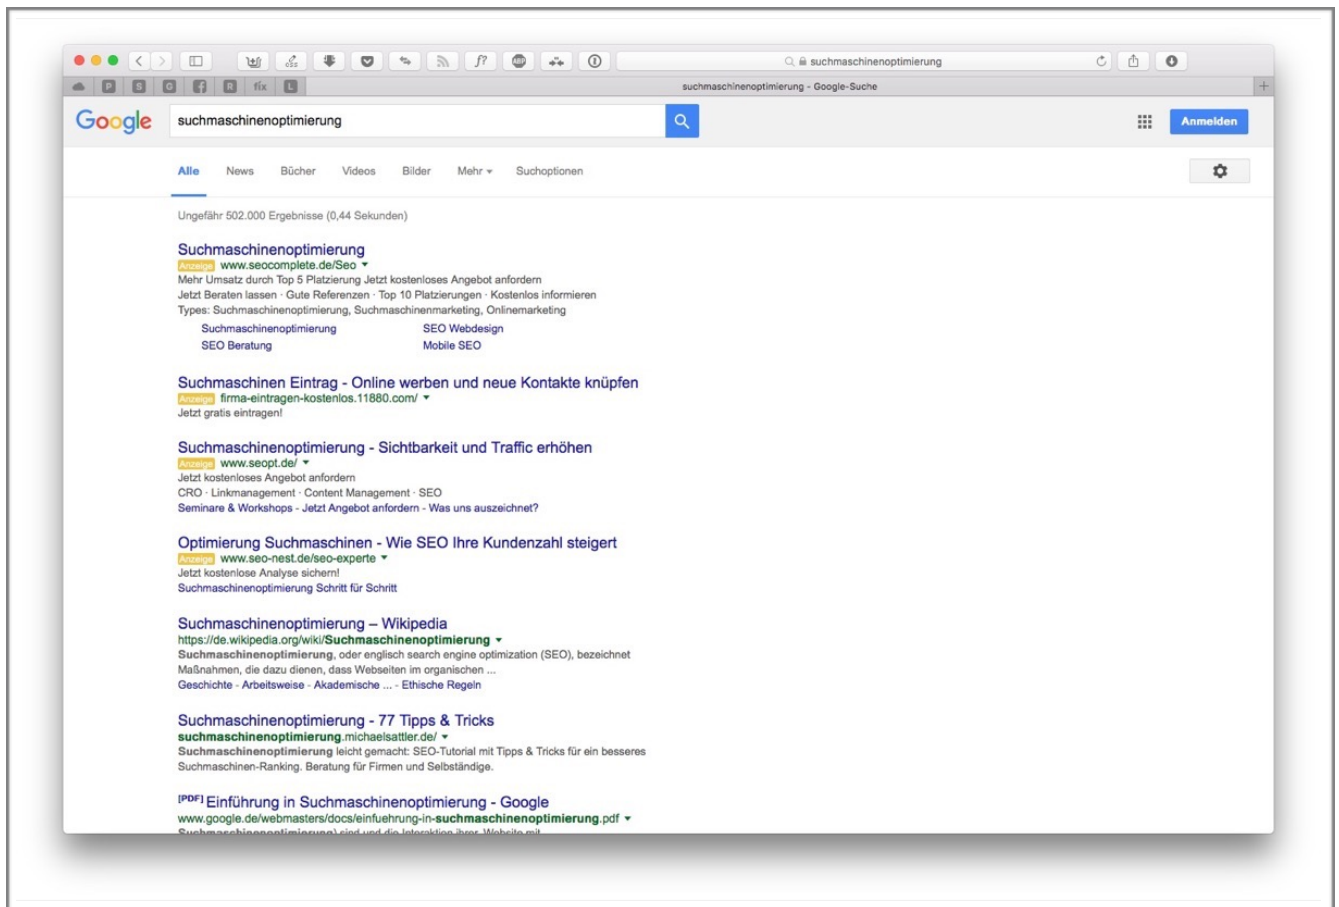 suchmaschinenoptimierung
P S G f R fix L
suchmaschinenoptimierung - Google-Suche
Google suchmaschinenoptimierung Anmelden
Alle News Bücher Videos Bilder Mehr Suchoptionen
Ungefähr 502.000 Ergebnisse (0,44 Sekunden)
Suchmaschinenoptimierung
Anzeige www.seocomplete.de/Seo
Mehr Umsatz durch Top 5 Platzierung Jetzt kostenloses Angebot anfordern
Jetzt Beraten lassen · Gute Referenzen · Top 10 Platzierungen · Kostenlos informieren
Types: Suchmaschinenoptimierung, Suchmaschinenmarketing, Onlinemarketing
Suchmaschinenoptimierung SEO Webdesign
SEO Beratung Mobile SEO
Suchmaschinen Eintrag - Online werben und neue Kontakte knüpfen
Anzeige firma-eintragen-kostenlos.11880.com/
Jetzt gratis eintragen!
Suchmaschinenoptimierung - Sichtbarkeit und Traffic erhöhen
Anzeige www.seopt.de/
Jetzt kostenloses Angebot anfordern
CRO · Linkmanagement · Content Management · SEO
Seminare & Workshops - Jetzt Angebot anfordern - Was uns auszeichnet?
Optimierung Suchmaschinen - Wie SEO Ihre Kundenzahl steigert
Anzeige www.seo-nest.de/seo-experte
Jetzt kostenlose Analyse sichern!
Suchmaschinenoptimierung Schritt für Schritt
Suchmaschinenoptimierung – Wikipedia
https://de.wikipedia.org/wiki/Suchmaschinenoptimierung
Suchmaschinenoptimierung, oder englisch search engine optimization (SEO), bezeichnet
Maßnahmen, die dazu dienen, dass Webseiten im organischen ...
Geschichte - Arbeitsweise - Akademische ... - Ethische Regeln
Suchmaschinenoptimierung - 77 Tipps & Tricks
suchmaschinenoptimierung.michaelsattler.de/
Suchmaschinenoptimierung leicht gemacht: SEO-Tutorial mit Tipps & Tricks für ein besseres
Suchmaschinen-Ranking. Beratung für Firmen und Selbständige.
[PDF] Einführung in Suchmaschinenoptimierung - Google
www.google.de/webmasters/docs/einfuehrung-in-suchmaschinenoptimierung.pdf
Suchmaschinenoptimierung) sind und die Interaktion ihrer Website mit